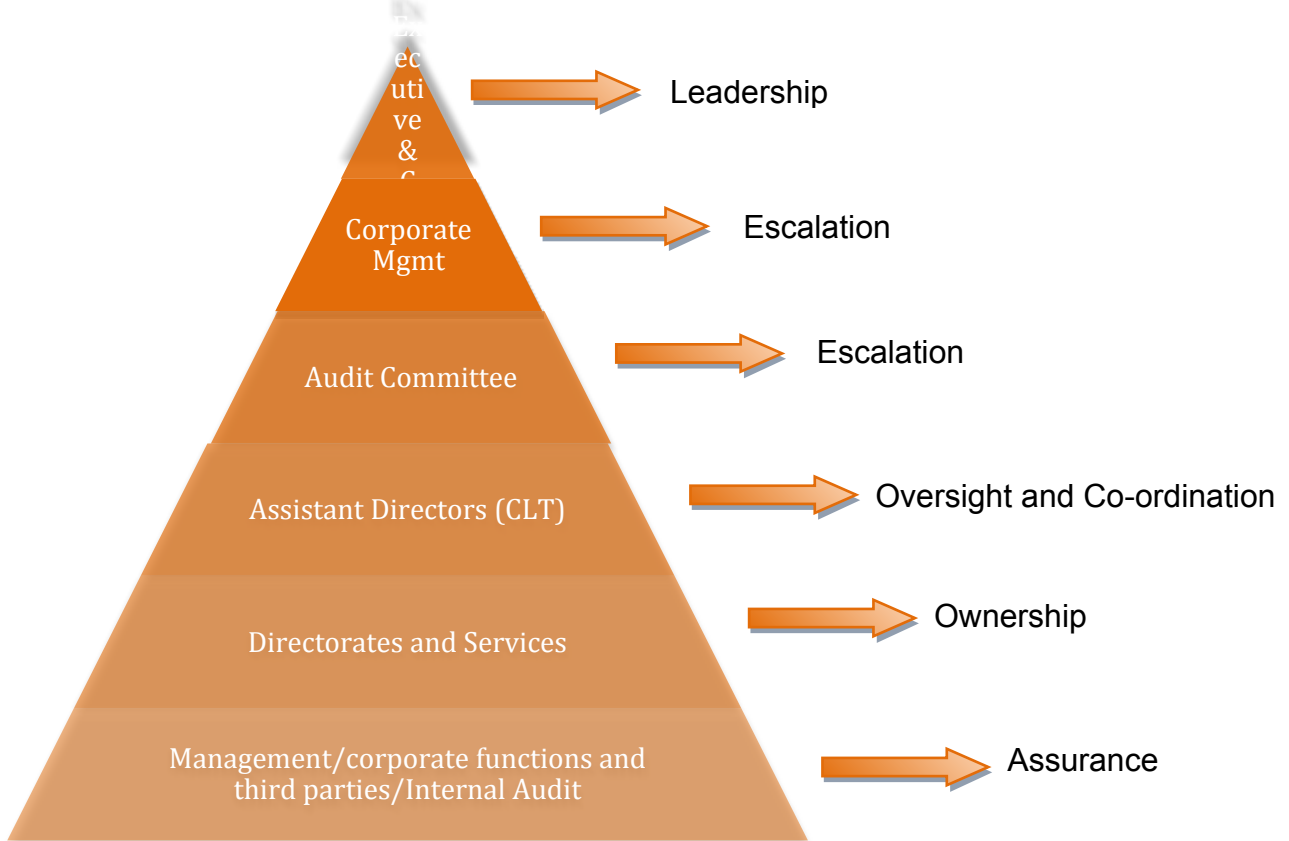 Ex
ec
uti
ve
&
C
Leadership
Corporate
Mgmt
Escalation
Audit Committee
Escalation
Assistant Directors (CLT)
Oversight and Co-ordination
Directorates and Services
Ownership
Management/corporate functions and
third parties/Internal Audit
Assurance